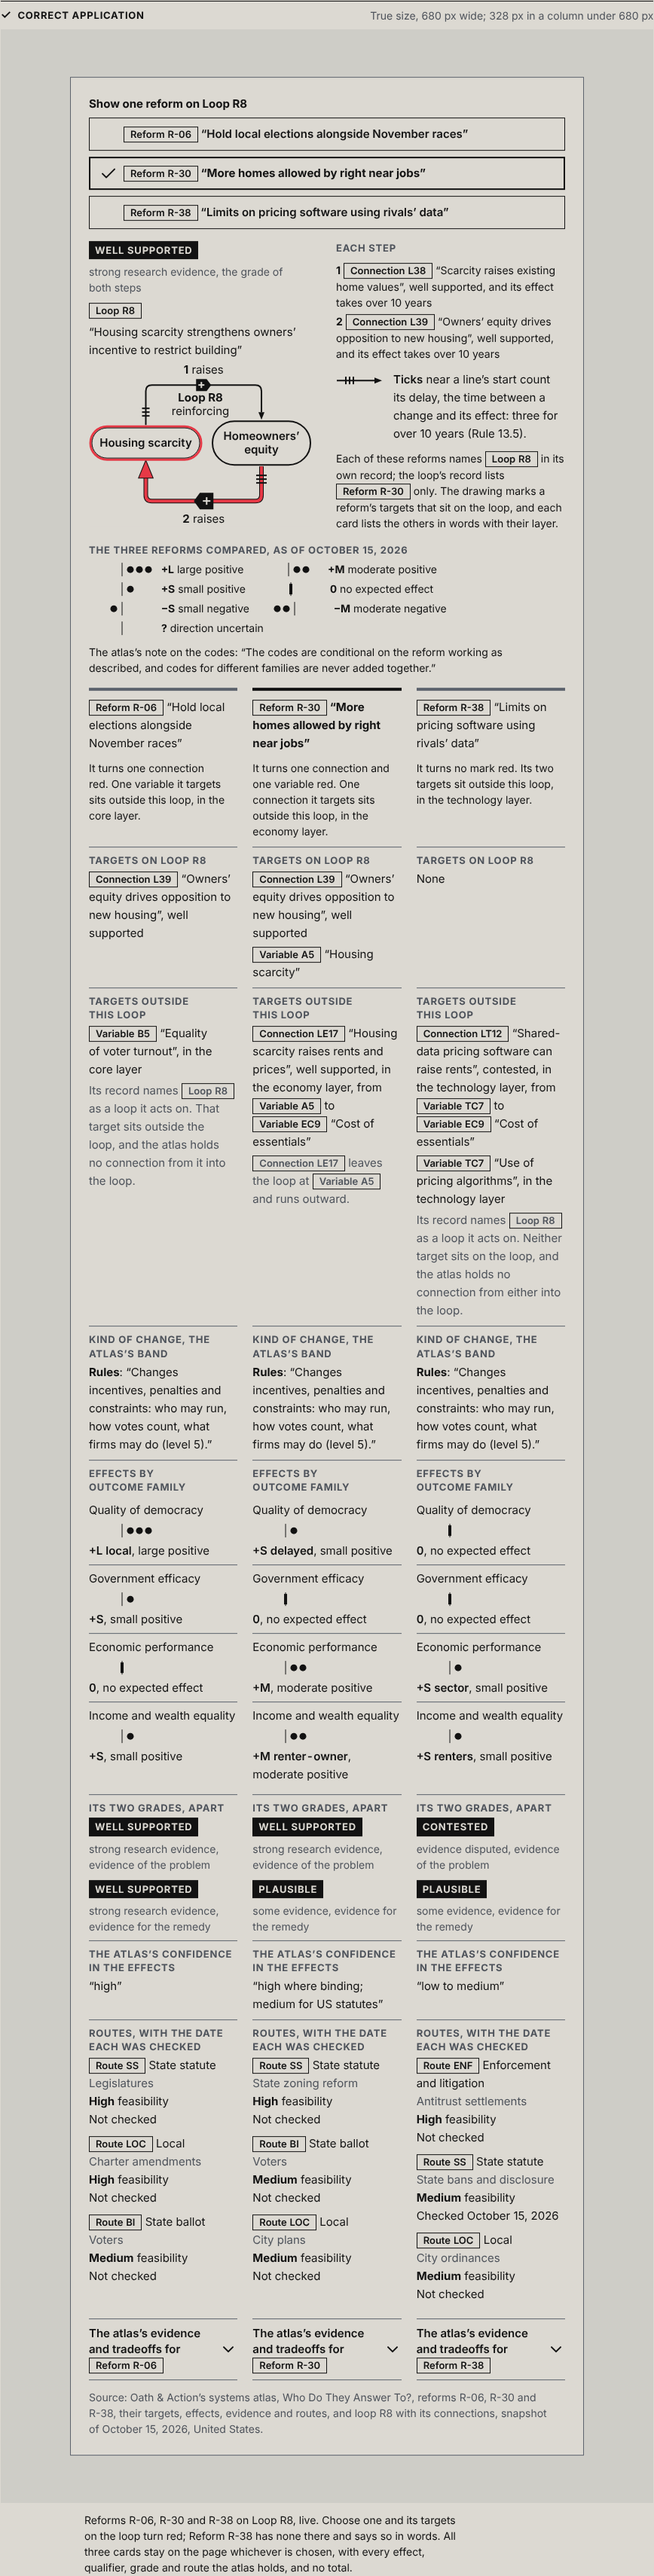 CORRECT APPLICATION
True size, 680 px wide; 328 px in a column under 680 px
Show one reform on Loop R8
Reform R-06 “Hold local elections alongside November races”
Reform R-30 “More homes allowed by right near jobs”
Reform R-38 “Limits on pricing software using rivals’ data”
WELL SUPPORTED
strong research evidence, the grade of
both steps
Loop R8
“Housing scarcity strengthens owners’
incentive to restrict building”
1 raises
Loop R8
reinforcing
Housing scarcity
Homeowners’
equity
2 raises
EACH STEP
1 Connection L38 “Scarcity raises existing
home values”, well supported, and its effect
takes over 10 years
2 Connection L39 “Owners’ equity drives
opposition to new housing”, well supported,
and its effect takes over 10 years
Ticks near a line’s start count
its delay, the time between a
change and its effect: three for
over 10 years (Rule 13.5).
Each of these reforms names Loop R8 in its
own record; the loop’s record lists
Reform R-30 only. The drawing marks a
reform’s targets that sit on the loop, and each
card lists the others in words with their layer.
THE THREE REFORMS COMPARED, AS OF OCTOBER 15, 2026
+L large positive
+M moderate positive
+S small positive
0 no expected effect
−S small negative
−M moderate negative
? direction uncertain
The atlas’s note on the codes: “The codes are conditional on the reform working as
described, and codes for different families are never added together.”
Reform R-06 “Hold local
elections alongside
November races”
It turns one connection
red. One variable it targets
sits outside this loop, in the
core layer.
TARGETS ON LOOP R8
Connection L39 “Owners’
equity drives opposition to
new housing”, well
supported
TARGETS OUTSIDE
THIS LOOP
Variable B5 “Equality
of voter turnout”, in the
core layer
Its record names Loop R8
as a loop it acts on. That
target sits outside the
loop, and the atlas holds
no connection from it into
the loop.
KIND OF CHANGE, THE
ATLAS’S BAND
Rules: “Changes
incentives, penalties and
constraints: who may run,
how votes count, what
firms may do (level 5).”
EFFECTS BY
OUTCOME FAMILY
Quality of democracy
+L local, large positive
Government efficacy
+S, small positive
Economic performance
0, no expected effect
Income and wealth equality
+S, small positive
ITS TWO GRADES, APART
WELL SUPPORTED
strong research evidence,
evidence of the problem
WELL SUPPORTED
strong research evidence,
evidence for the remedy
THE ATLAS’S CONFIDENCE
IN THE EFFECTS
“high”
ROUTES, WITH THE DATE
EACH WAS CHECKED
Route SS State statute
Legislatures
High feasibility
Not checked
Route LOC Local
Charter amendments
High feasibility
Not checked
Route BI State ballot
Voters
Medium feasibility
Not checked
The atlas’s evidence
and tradeoffs for
Reform R-06
Reform R-30 “More
homes allowed by right
near jobs”
It turns one connection and
one variable red. One
connection it targets sits
outside this loop, in the
economy layer.
TARGETS ON LOOP R8
Connection L39 “Owners’
equity drives opposition to
new housing”, well
supported
Variable A5 “Housing
scarcity”
TARGETS OUTSIDE
THIS LOOP
Connection LE17 “Housing
scarcity raises rents and
prices”, well supported, in
the economy layer, from
Variable A5 to
Variable EC9 “Cost of
essentials”
Connection LE17 leaves
the loop at Variable A5
and runs outward.
KIND OF CHANGE, THE
ATLAS’S BAND
Rules: “Changes
incentives, penalties and
constraints: who may run,
how votes count, what
firms may do (level 5).”
EFFECTS BY
OUTCOME FAMILY
Quality of democracy
+S delayed, small positive
Government efficacy
0, no expected effect
Economic performance
+M, moderate positive
Income and wealth equality
+M renter-owner,
moderate positive
ITS TWO GRADES, APART
WELL SUPPORTED
strong research evidence,
evidence of the problem
PLAUSIBLE
some evidence, evidence for
the remedy
THE ATLAS’S CONFIDENCE
IN THE EFFECTS
“high where binding;
medium for US statutes”
ROUTES, WITH THE DATE
EACH WAS CHECKED
Route SS State statute
State zoning reform
High feasibility
Not checked
Route BI State ballot
Voters
Medium feasibility
Not checked
Route LOC Local
City plans
Medium feasibility
Not checked
The atlas’s evidence
and tradeoffs for
Reform R-30
Reform R-38 “Limits on
pricing software using
rivals’ data”
It turns no mark red. Its two
targets sit outside this loop,
in the technology layer.
TARGETS ON LOOP R8
None
TARGETS OUTSIDE
THIS LOOP
Connection LT12 “Shared-
data pricing software can
raise rents”, contested, in
the technology layer, from
Variable TC7 to
Variable EC9 “Cost of
essentials”
Variable TC7 “Use of
pricing algorithms”, in the
technology layer
Its record names Loop R8
as a loop it acts on. Neither
target sits on the loop, and
the atlas holds no
connection from either into
the loop.
KIND OF CHANGE, THE
ATLAS’S BAND
Rules: “Changes
incentives, penalties and
constraints: who may run,
how votes count, what
firms may do (level 5).”
EFFECTS BY
OUTCOME FAMILY
Quality of democracy
0, no expected effect
Government efficacy
0, no expected effect
Economic performance
+S sector, small positive
Income and wealth equality
+S renters, small positive
ITS TWO GRADES, APART
CONTESTED
evidence disputed, evidence
of the problem
PLAUSIBLE
some evidence, evidence for
the remedy
THE ATLAS’S CONFIDENCE
IN THE EFFECTS
“low to medium”
ROUTES, WITH THE DATE
EACH WAS CHECKED
Route ENF Enforcement
and litigation
Antitrust settlements
High feasibility
Not checked
Route SS State statute
State bans and disclosure
Medium feasibility
Checked October 15, 2026
Route LOC Local
City ordinances
Medium feasibility
Not checked
The atlas’s evidence
and tradeoffs for
Reform R-38
Source: Oath & Action’s systems atlas, Who Do They Answer To?, reforms R-06, R-30 and
R-38, their targets, effects, evidence and routes, and loop R8 with its connections, snapshot
of October 15, 2026, United States.
Reforms R-06, R-30 and R-38 on Loop R8, live. Choose one and its targets
on the loop turn red; Reform R-38 has none there and says so in words. All
three cards stay on the page whichever is chosen, with every effect,
qualifier, grade and route the atlas holds, and no total.